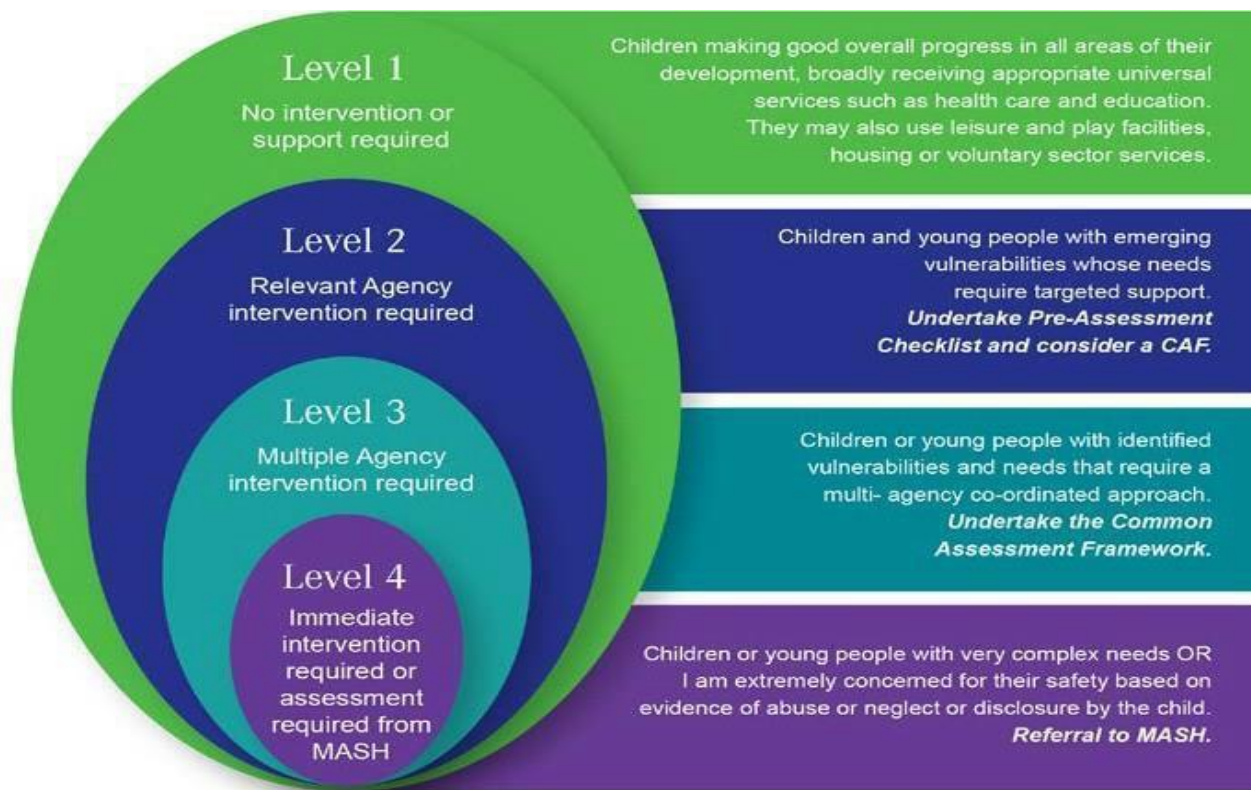 Level 1
No intervention or
support required
Children making good overall progress in all areas of their
development, broadly receiving appropriate universal
services such as health care and education.
They may also use leisure and play facilities,
housing or voluntary sector services.
Level 2
Relevant Agency
intervention required
Children and young people with emerging
vulnerabilities whose needs
require targeted support.
Undertake Pre-Assessment
Checklist and consider a CAF.
Level 3
Multiple Agency
intervention required
Children or young people with identified
vulnerabilities and needs that require a
multi- agency co-ordinated approach.
Undertake the Common
Assessment Framework.
Level 4
Immediate
intervention
required or
assessment
required from
MASH
Children or young people with very complex needs OR
I am extremely concerned for their safety based on
evidence of abuse or neglect or disclosure by the child.
Referral to MASH.